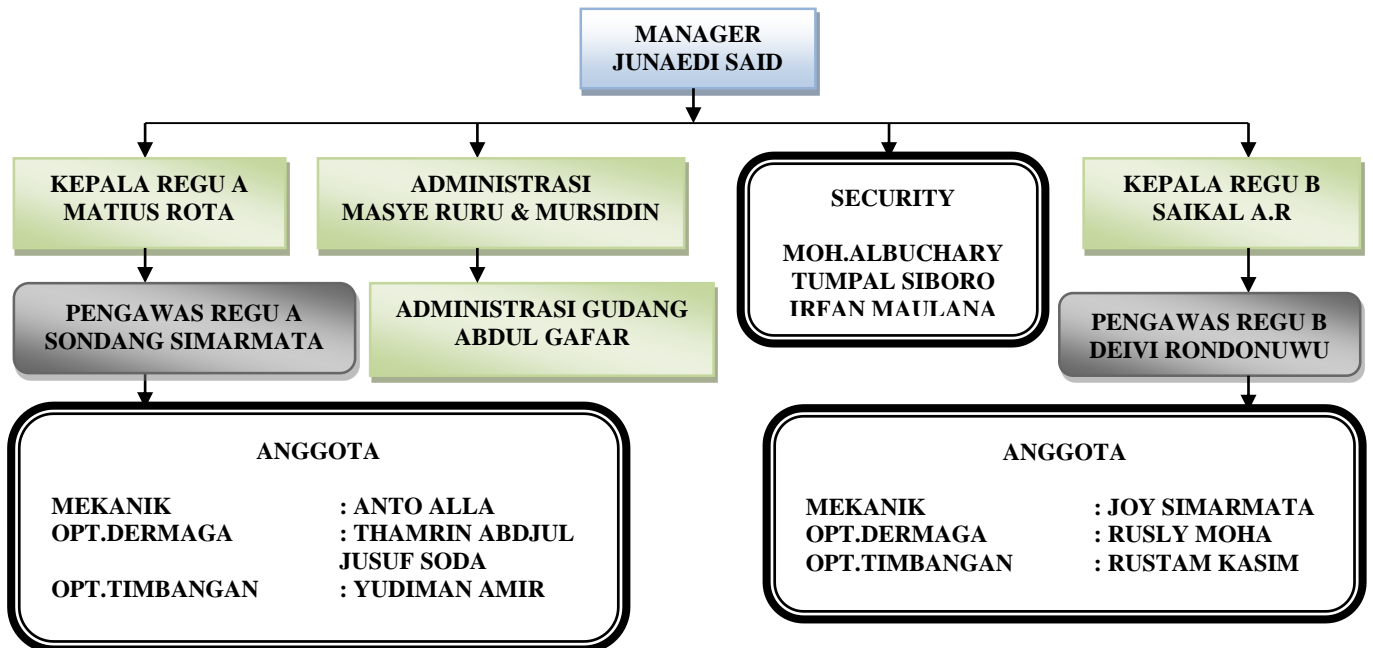 MANAGER
JUNAEDI SAID
KEPALA REGU A
MATIUS ROTA
ADMINISTRASI
MASYE RURU & MURSIDIN
SECURITY
MOH.ALBUCHARY
TUMPAL SIBORO
IRFAN MAULANA
KEPALA REGU B
SAIKAL A.R
PENGAWAS REGU A
SONDANG SIMARMATA
ADMINISTRASI GUDANG
ABDUL GAFAR
PENGAWAS REGU B
DEIVI RONDONUWU
ANGGOTA
MEKANIK : ANTO ALLA
OPT.DERMAGA : THAMRIN ABDJUL
JUSUF SODA
OPT.TIMBANGAN : YUDIMAN AMIR
ANGGOTA
MEKANIK : JOY SIMARMATA
OPT.DERMAGA : RUSLY MOHA
OPT.TIMBANGAN : RUSTAM KASIM